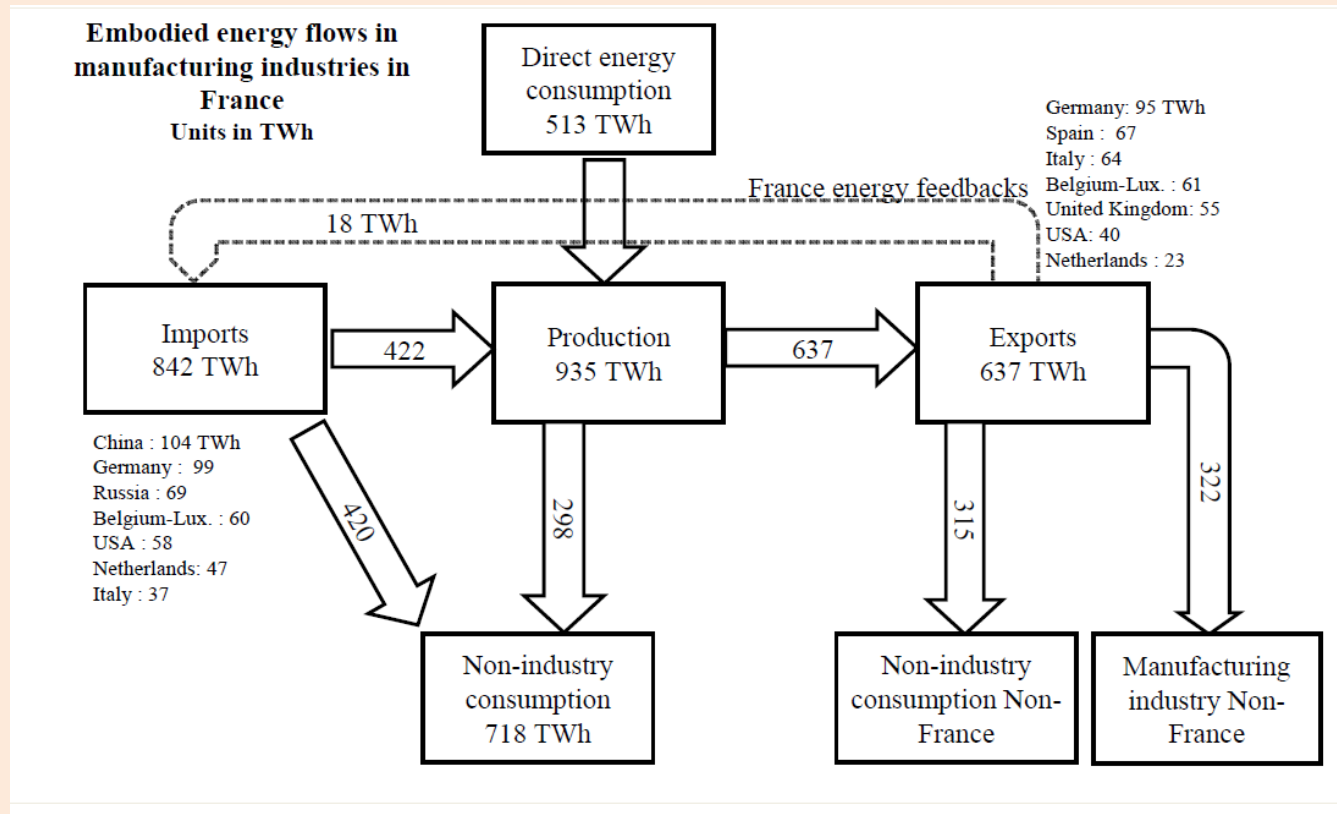 Embodied energy flows in
manufacturing industries in
France
Units in TWh
Direct energy
consumption
513 TWh
Germany: 95 TWh
Spain : 67
Italy : 64
Belgium-Lux. : 61
United Kingdom: 55
USA: 40
Netherlands : 23
France energy feedbacks
18 TWh
Imports
842 TWh
422
Production
935 TWh
637
Exports
637 TWh
China : 104 TWh
Germany : 99
Russia : 69
Belgium-Lux. : 60
USA : 58
Netherlands: 47
Italy : 37
420
298
315
322
Non-industry
consumption
718 TWh
Non-industry
consumption Non-
France
Manufacturing
industry Non-
France